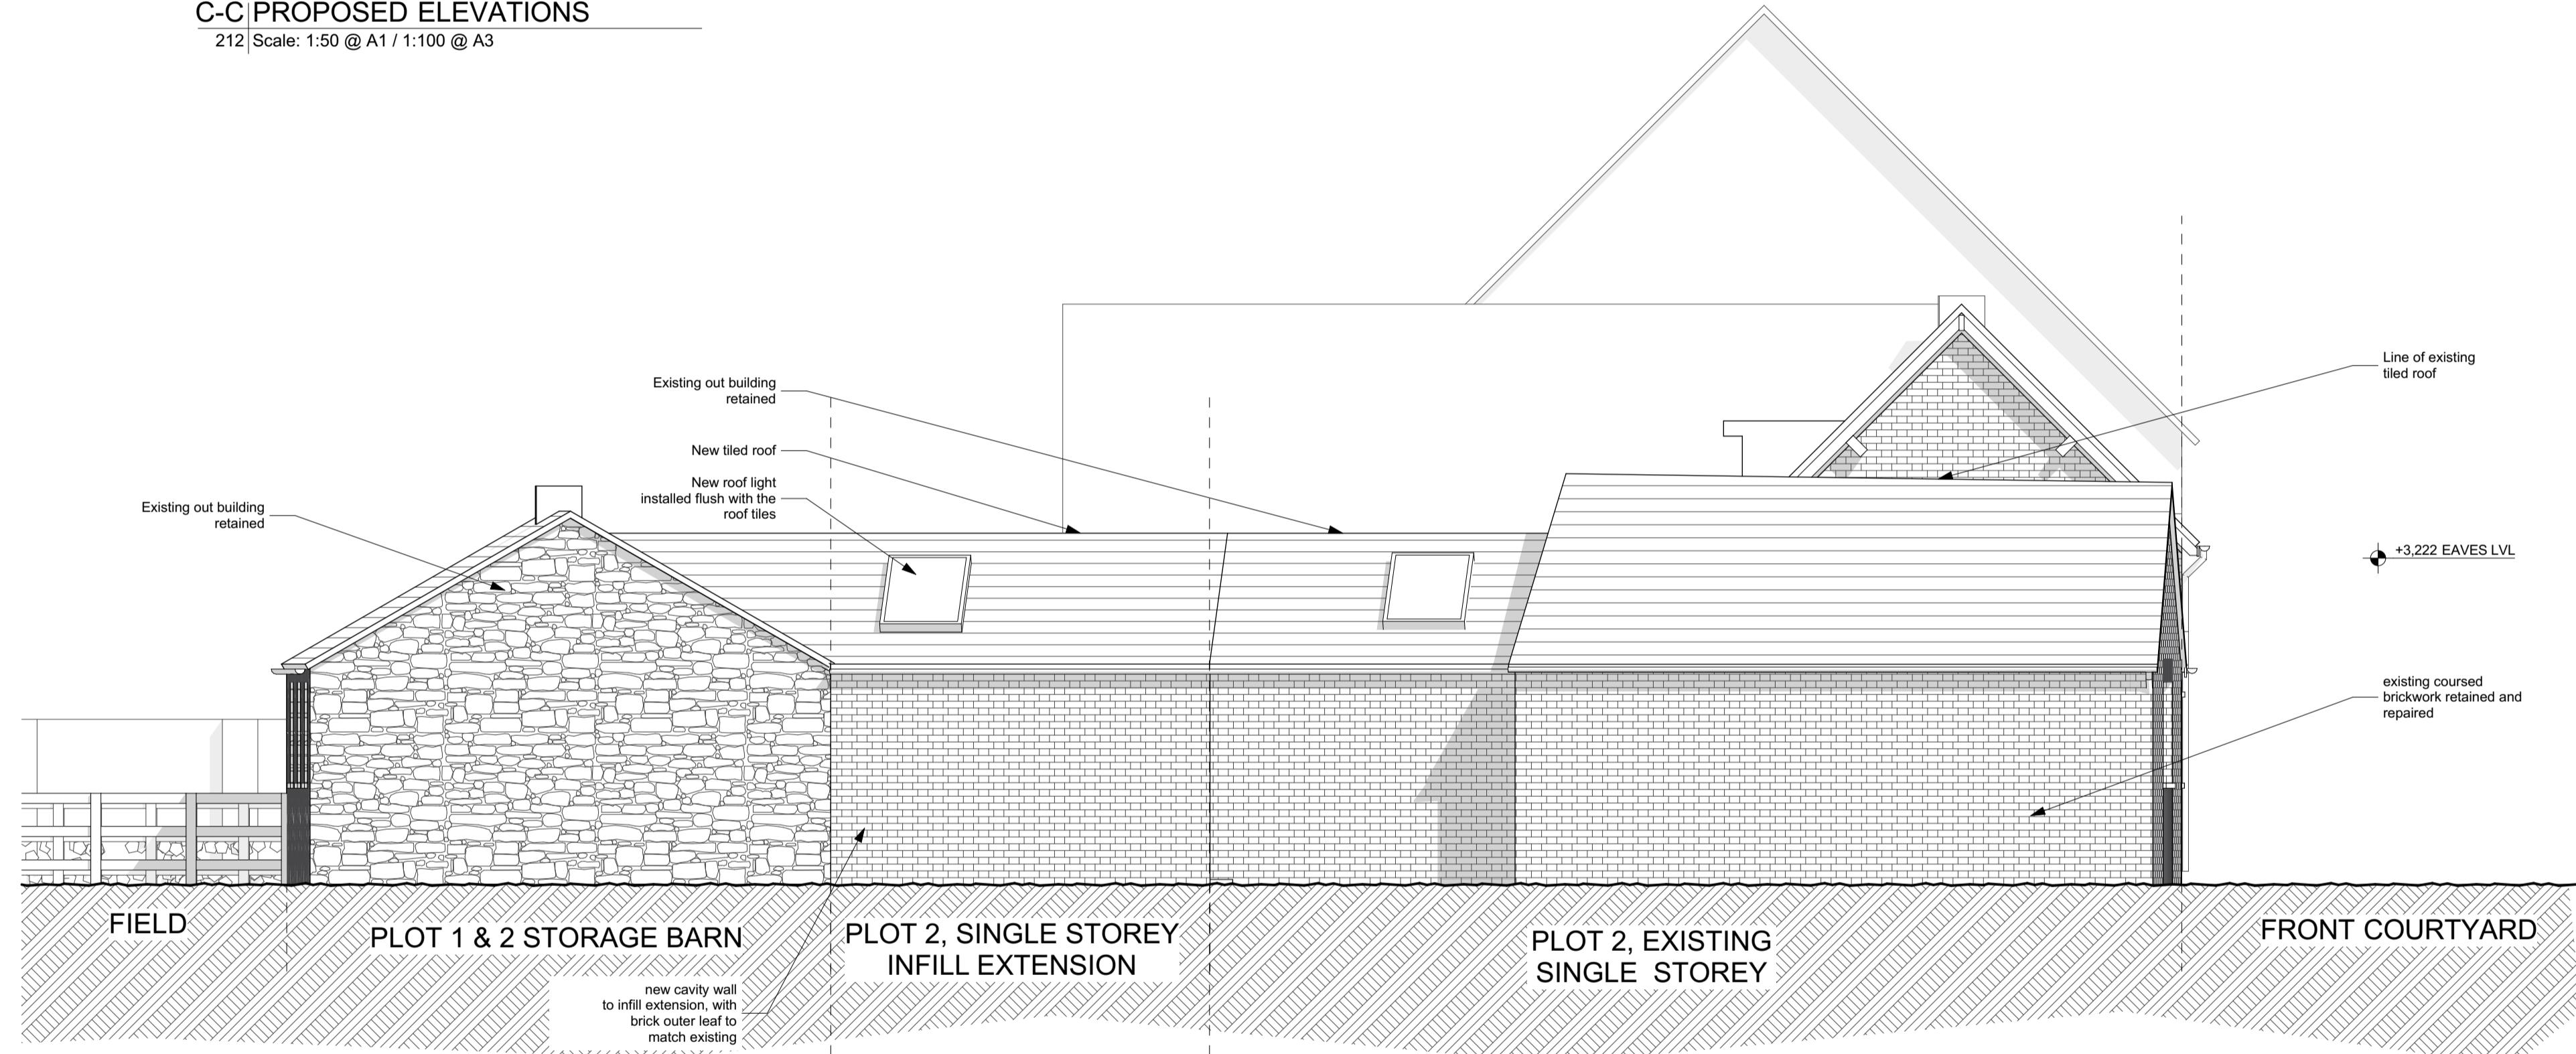 C-C PROPOSED ELEVATIONS
212 Scale: 1:50 @ A1 / 1:100 @ A3
Line of existing
tiled roof
Existing out building
retained
New tiled roof
New roof light
installed flush with the
roof tiles
Existing out building
retained
+3,222 EAVES LVL
existing coursed
brickwork retained and
repaired
FIELD
PLOT 1 & 2 STORAGE BARN
PLOT 2, SINGLE STOREY
INFILL EXTENSION
PLOT 2, EXISTING
SINGLE STOREY
FRONT COURTYARD
new cavity wall
to infill extension, with
brick outer leaf to
match existing